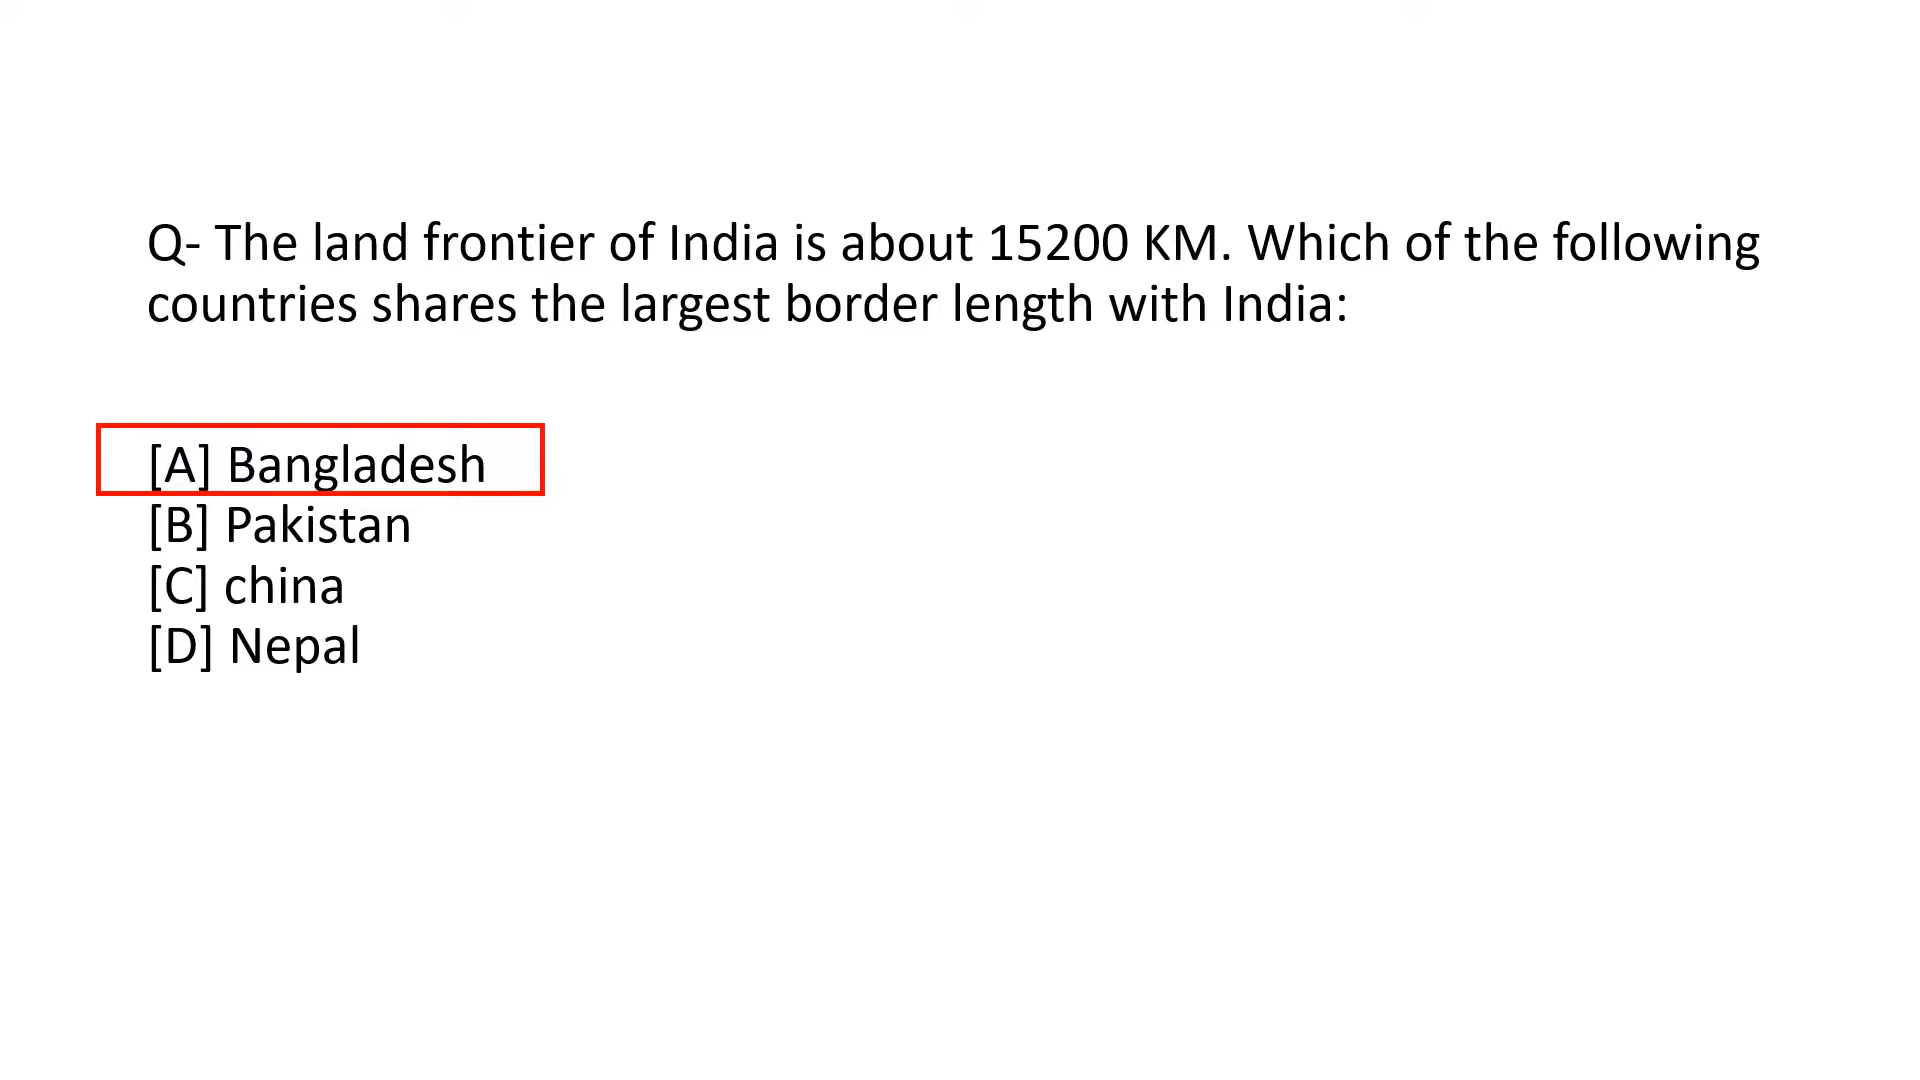 Q- The land frontier of India is about 15200 KM. Which of the following
countries shares the largest border length with India:
[A] Bangladesh
[B] Pakistan
[C] china
[D] Nepal